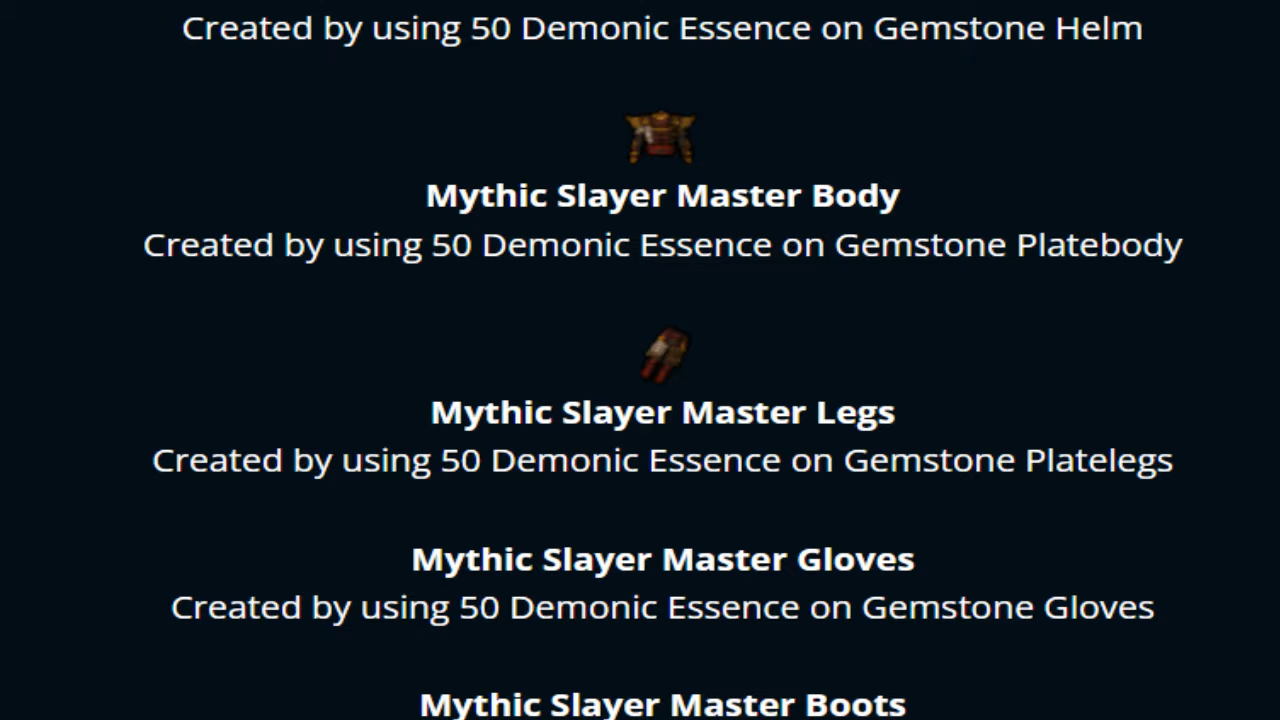 Created by using 50 Demonic Essence on Gemstone Helm
Mythic Slayer Master Body
Created by using 50 Demonic Essence on Gemstone Platebody
Mythic Slayer Master Legs
Created by using 50 Demonic Essence on Gemstone Platelegs
Mythic Slayer Master Gloves
Created by using 50 Demonic Essence on Gemstone Gloves
Mythic Slayer Master Boots